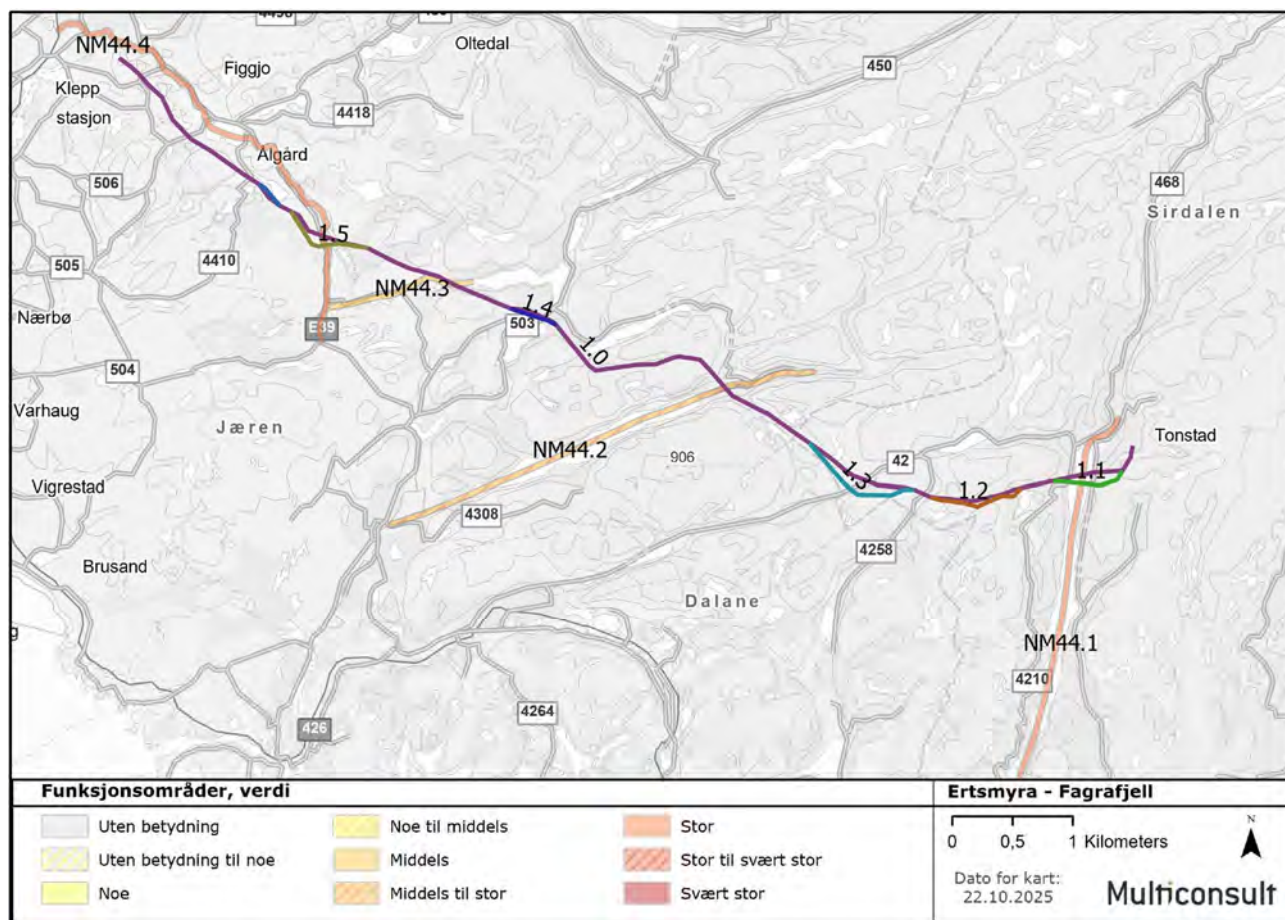 4498
NM44.4
Oltedal
Figgjo
450
Klepp
stasjon
4418
Ålgård
506
468
Sirdalen
1.5
4410
505
NM44.3
1.4
Nærbø
503
E39
1.0
504
Varhaug
Jæren
NM44.2
906
42
Tonstad
1.3
1.2
1.1
Vigrestad
4308
4258
Brusand
Dalane
g
NM44.1
4210
4264
426
Funksjonsområder, verdi
Uten betydning
Noe til middels
Stor
Uten betydning til noe
Middels
Stor til svært stor
Noe
Middels til stor
Svært stor
Ertsmyra - Fagrafjell
0 0,5 1 Kilometers
N
Dato for kart:
22.10.2025
Multiconsult